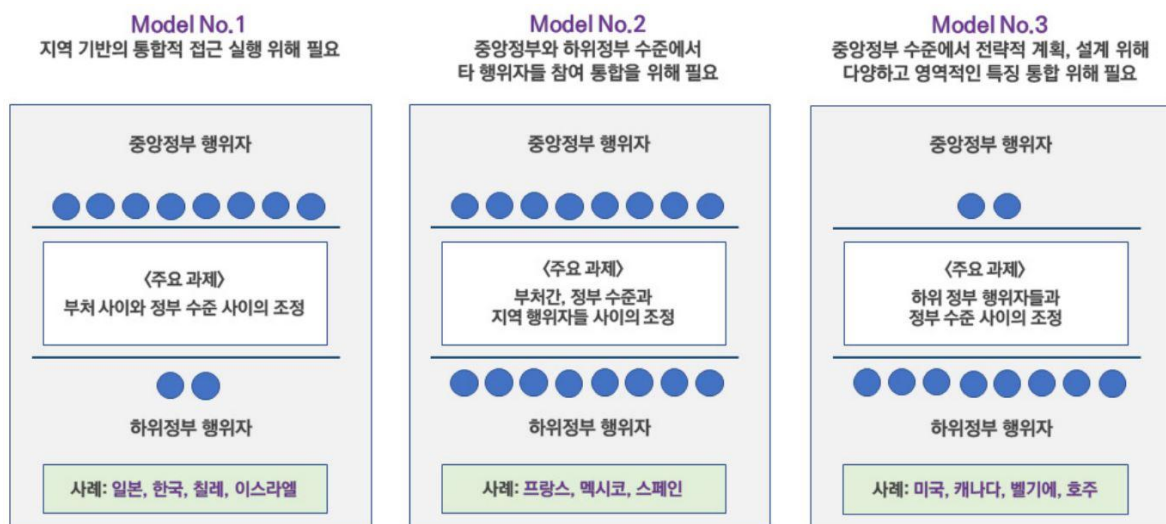 Model No.1
지역 기반의 통합적 접근 실행 위해 필요
중앙정부 행위자
〈주요 과제〉
부처 사이와 정부 수준 사이의 조정
하위정부 행위자
사례: 일본, 한국, 칠레, 이스라엘
Model No.2
중앙정부와 하위정부 수준에서
타 행위자들 참여 통합을 위해 필요
중앙정부 행위자
〈주요 과제〉
부처간, 정부 수준과
지역 행위자들 사이의 조정
하위정부 행위자
사례: 프랑스, 멕시코, 스페인
Model No.3
중앙정부 수준에서 전략적 계획, 설계 위해
다양하고 영역적인 특징 통합 위해 필요
중앙정부 행위자
〈주요 과제〉
하위 정부 행위자들과
정부 수준 사이의 조정
하위정부 행위자
사례: 미국, 캐나다, 벨기에, 호주